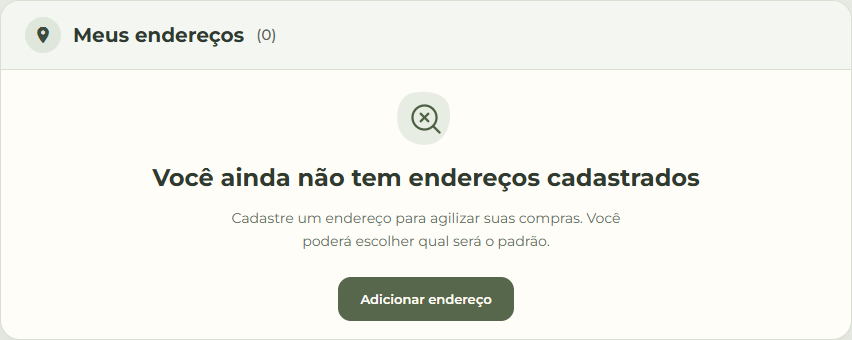 Meus endereços (0)
Você ainda não tem endereços cadastrados
Cadastre um endereço para agilizar suas compras. Você
poderá escolher qual será o padrão.
Adicionar endereço